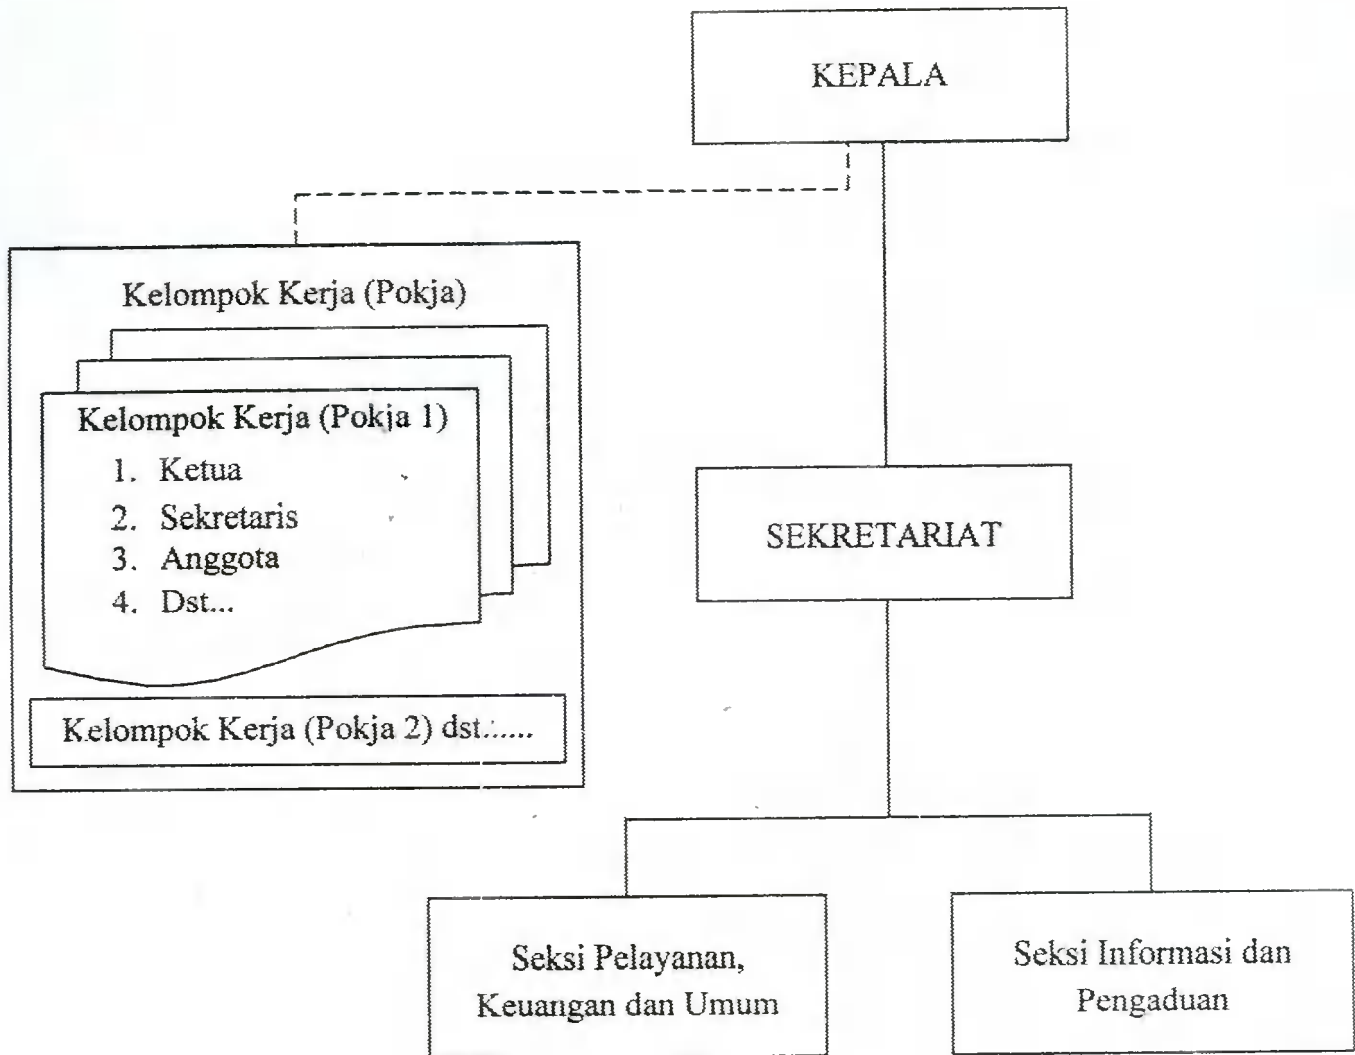 KEPALA
Kelompok Kerja (Pokja)
Kelompok Kerja (Pokja 1)
1. Ketua
2. Sekretaris
3. Anggota
4. Dst...
Kelompok Kerja (Pokja 2) dst.:....
SEKRETARIAT
Seksi Pelayanan,
Keuangan dan Umum
Seksi Informasi dan
Pengaduan